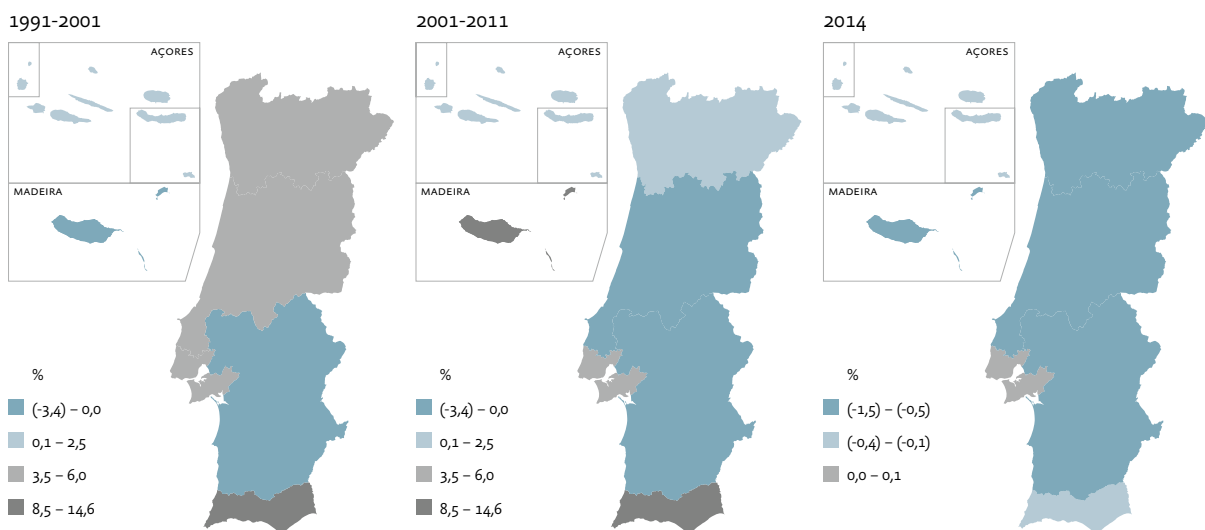 1991-2001
AÇORES
MADEIRA
%
(-3,4) – 0,0
0,1 – 2,5
3,5 – 6,0
8,5 – 14,6
2001-2011
AÇORES
MADEIRA
%
(-3,4) – 0,0
0,1 – 2,5
3,5 – 6,0
8,5 – 14,6
2014
AÇORES
MADEIRA
%
(-1,5) – (-0,5)
(-0,4) – (-0,1)
0,0 – 0,1